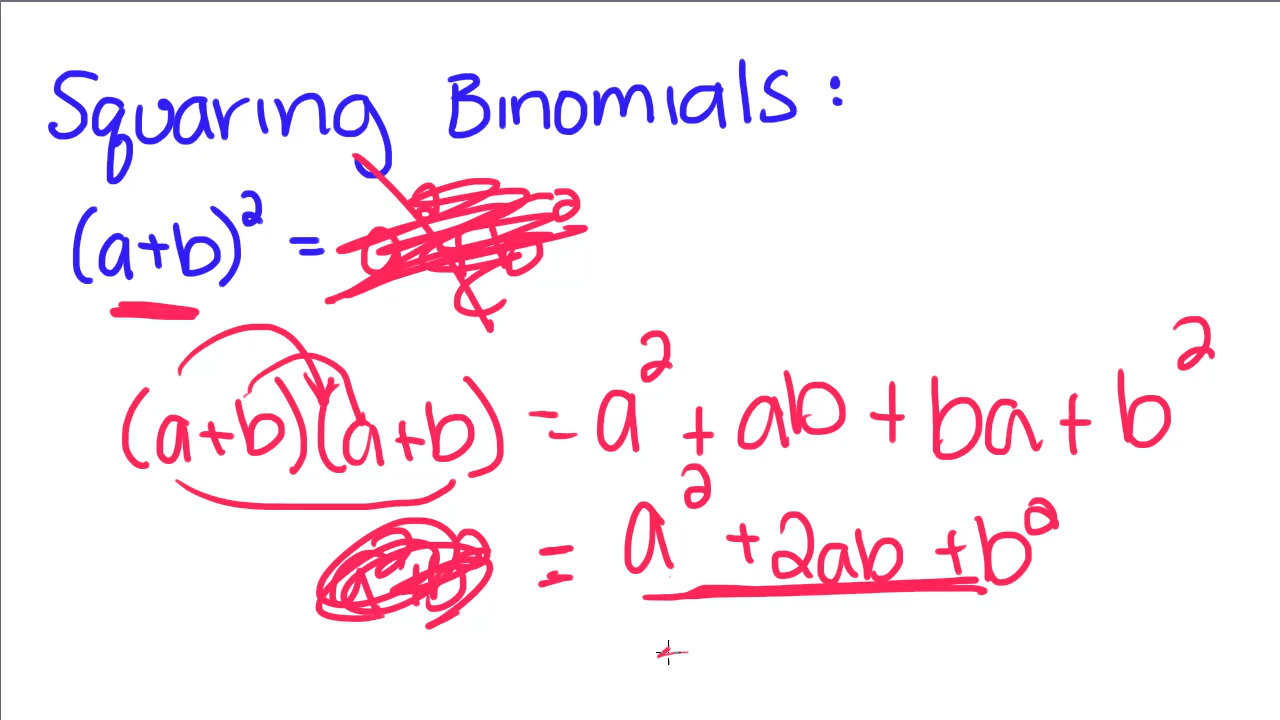 Squaring Binomials:
(a+b)² =
(a+b)(a+b) = a² + ab + ba + b²
= a² + 2ab + b²